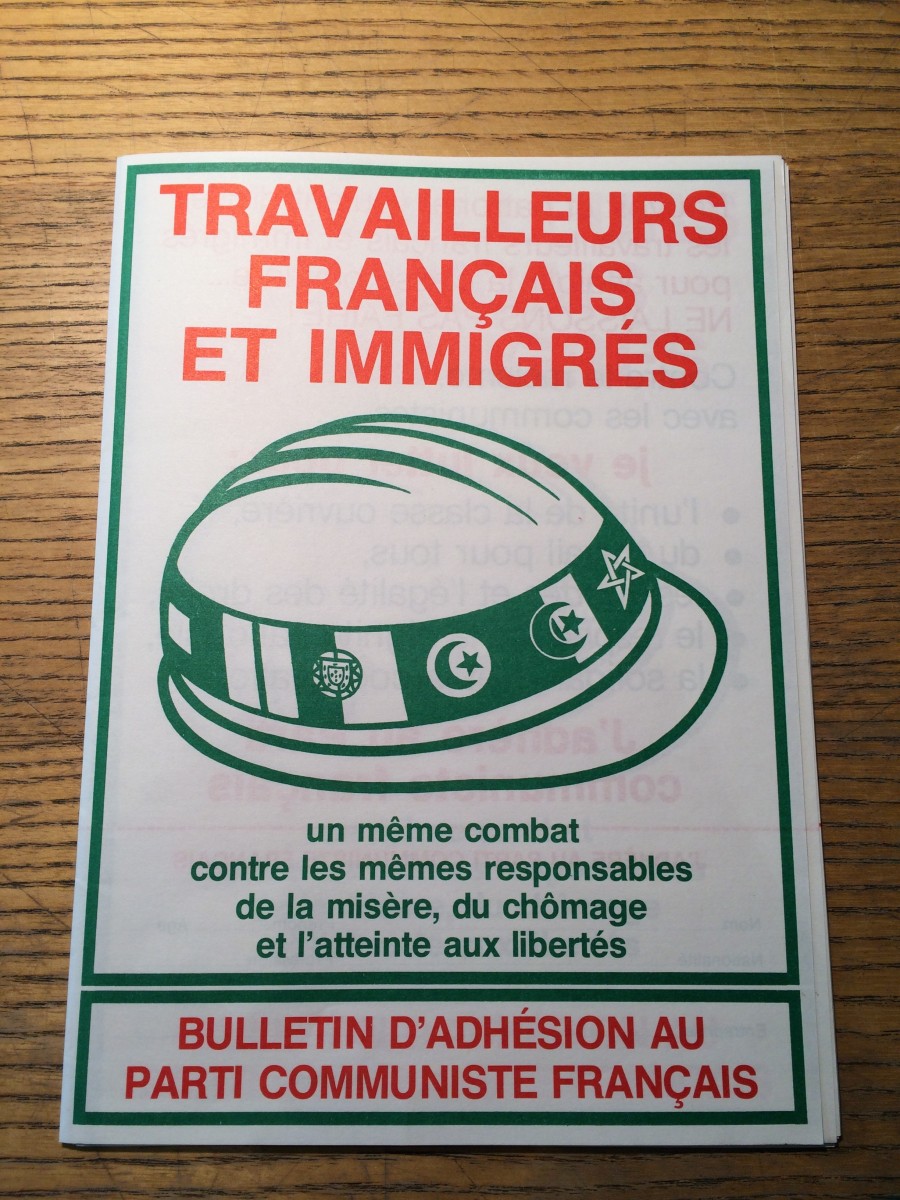 TRAVAILLEURS
FRANÇAIS
ET IMMIGRÉS
un même combat
contre les mêmes responsables
de la misère, du chômage
et l'atteinte aux libertés
BULLETIN D'ADHÉSION AU
PARTI COMMUNISTE FRANÇAIS